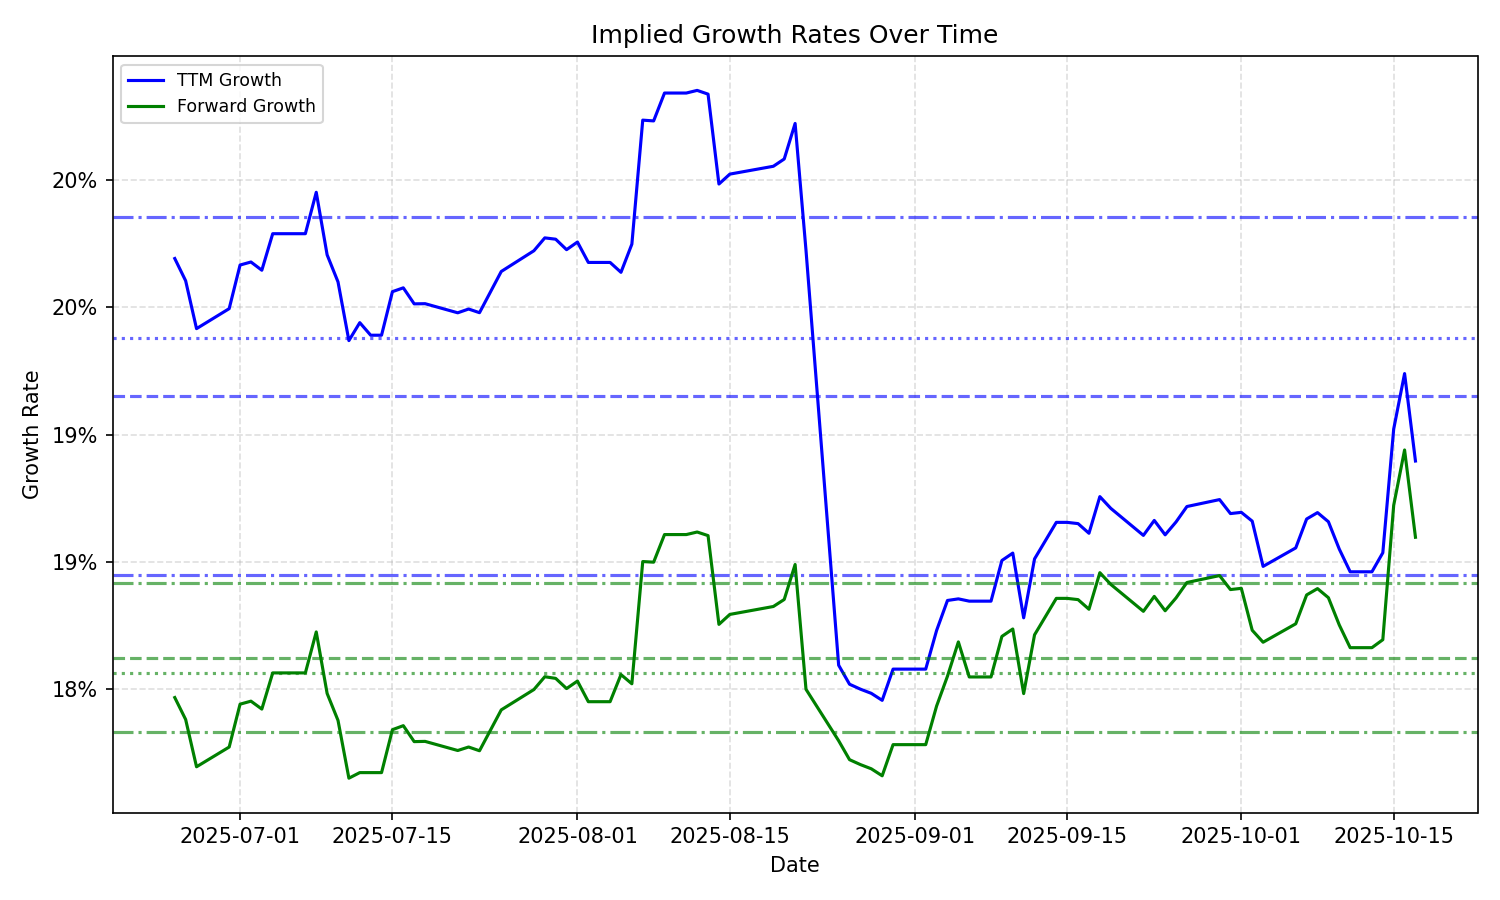 Implied Growth Rates Over Time
TTM Growth
Forward Growth
20%
20%
19%
19%
18%
Growth Rate
2025-07-01
2025-07-15
2025-08-01
2025-08-15
2025-09-01
2025-09-15
2025-10-01
2025-10-15
Date